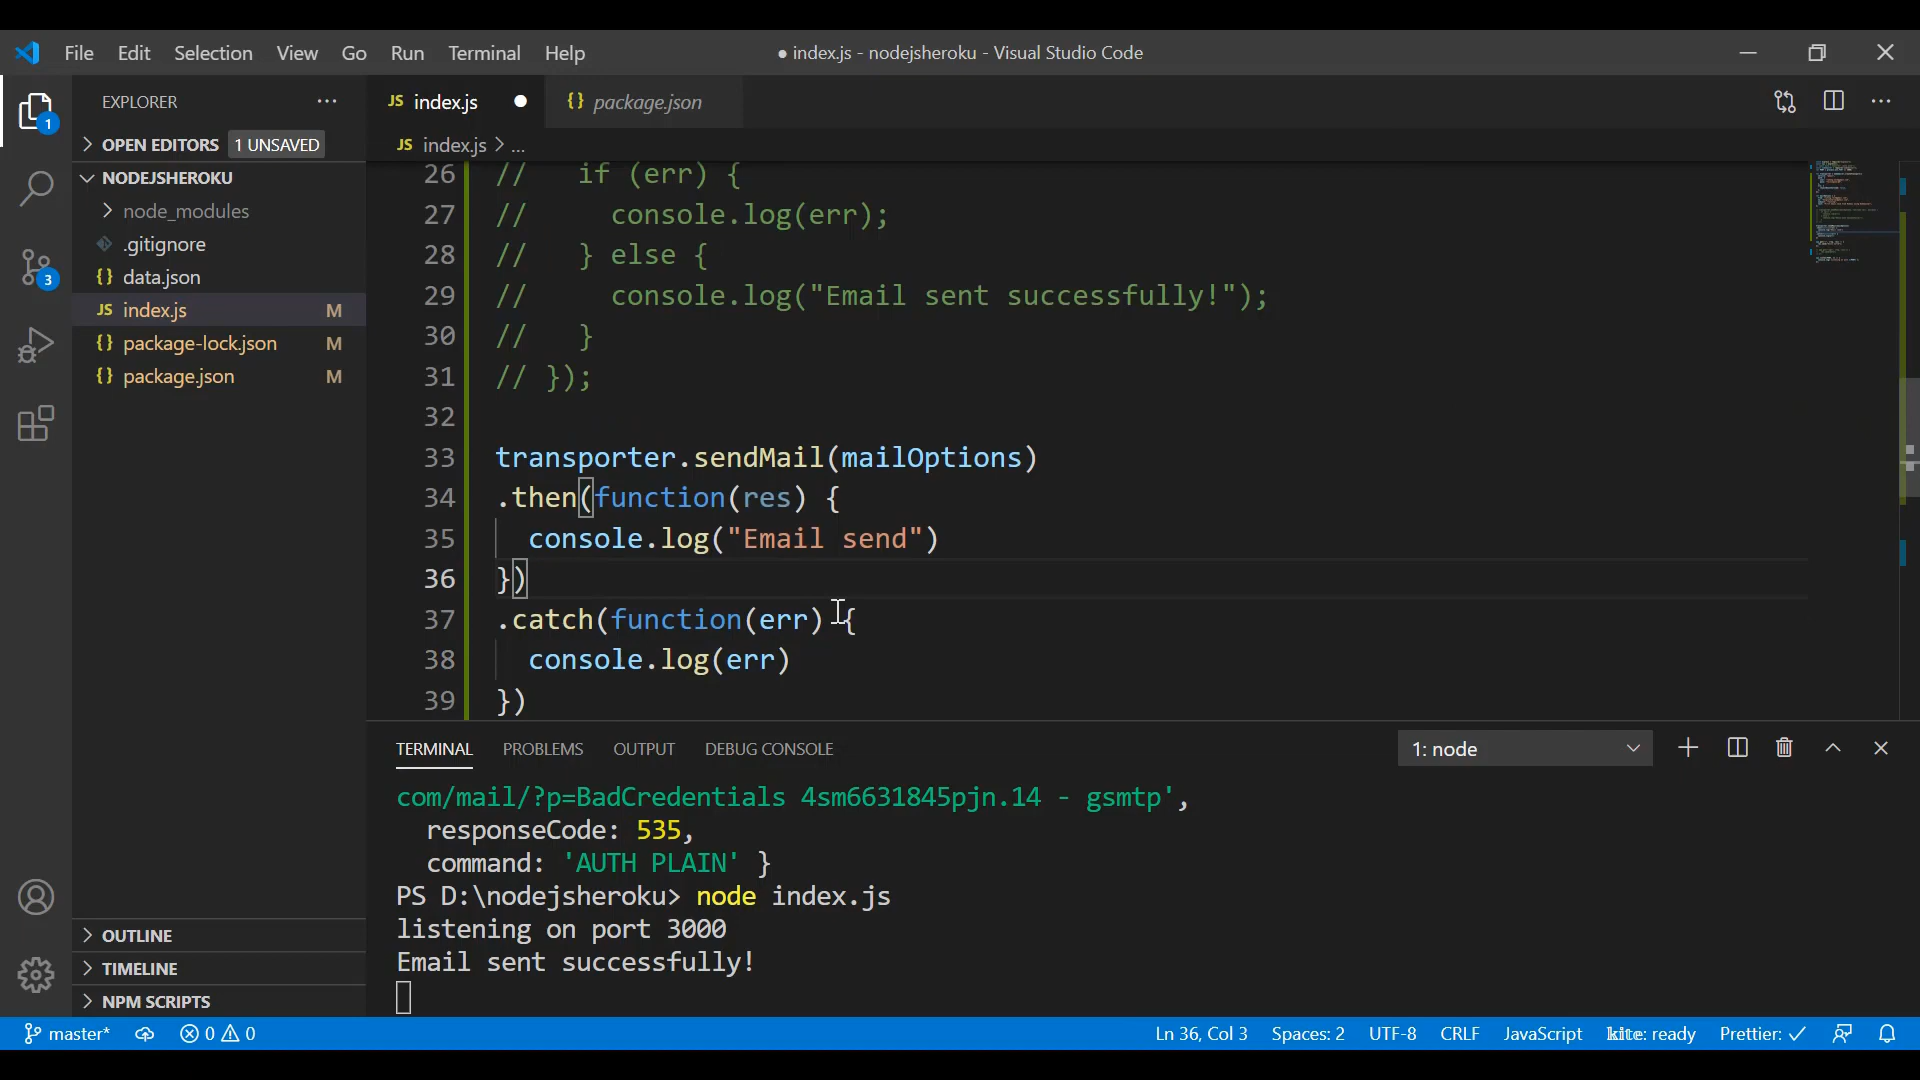 File Edit Selection View Go Run Terminal Help
● index.js - nodejsheroku - Visual Studio Code
EXPLORER
OPEN EDITORS 1 UNSAVED
NODEJSHEROKU
node_modules
.gitignore
{} data.json
JS index.js M
{} package-lock.json M
{} package.json M
OUTLINE
TIMELINE
NPM SCRIPTS
1
3
JS index.js ●
{} package.json
JS index.js > ...
26 //   if (err) {
27 //     console.log(err);
28 //   } else {
29 //     console.log("Email sent successfully!");
30 //   }
31 // });
32
33 transporter.sendMail(mailOptions)
34 .then(function(res) {
35   console.log("Email send")
36 })
37 .catch(function(err) {
38   console.log(err)
39 })
TERMINAL PROBLEMS OUTPUT DEBUG CONSOLE
1: node
com/mail/?p=BadCredentials 4sm6631845pjn.14 - gsmtp',
  responseCode: 535,
  command: 'AUTH PLAIN' }
PS D:\nodejsheroku> node index.js
listening on port 3000
Email sent successfully!
master* 0 0 Ln 36, Col 3 Spaces: 2 UTF-8 CRLF JavaScript kite: ready Prettier: ✓